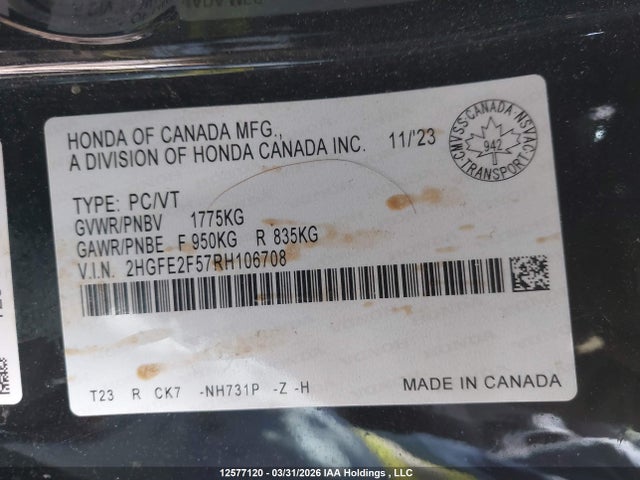 HONDA OF CANADA MFG.,
A DIVISION OF HONDA CANADA INC. 11/'23
CMVSS·CANADA·NSVAC
942
TRANSPORT
TYPE: PC/VT
GVWR/PNBV 1775KG
GAWR/PNBE F 950KG R 835KG
V.I.N. 2HGFE2F57RH106708
T23 R CK7 -NH731P -Z -H
MADE IN CANADA
12577120 - 03/31/2026 IAA Holdings , LLC